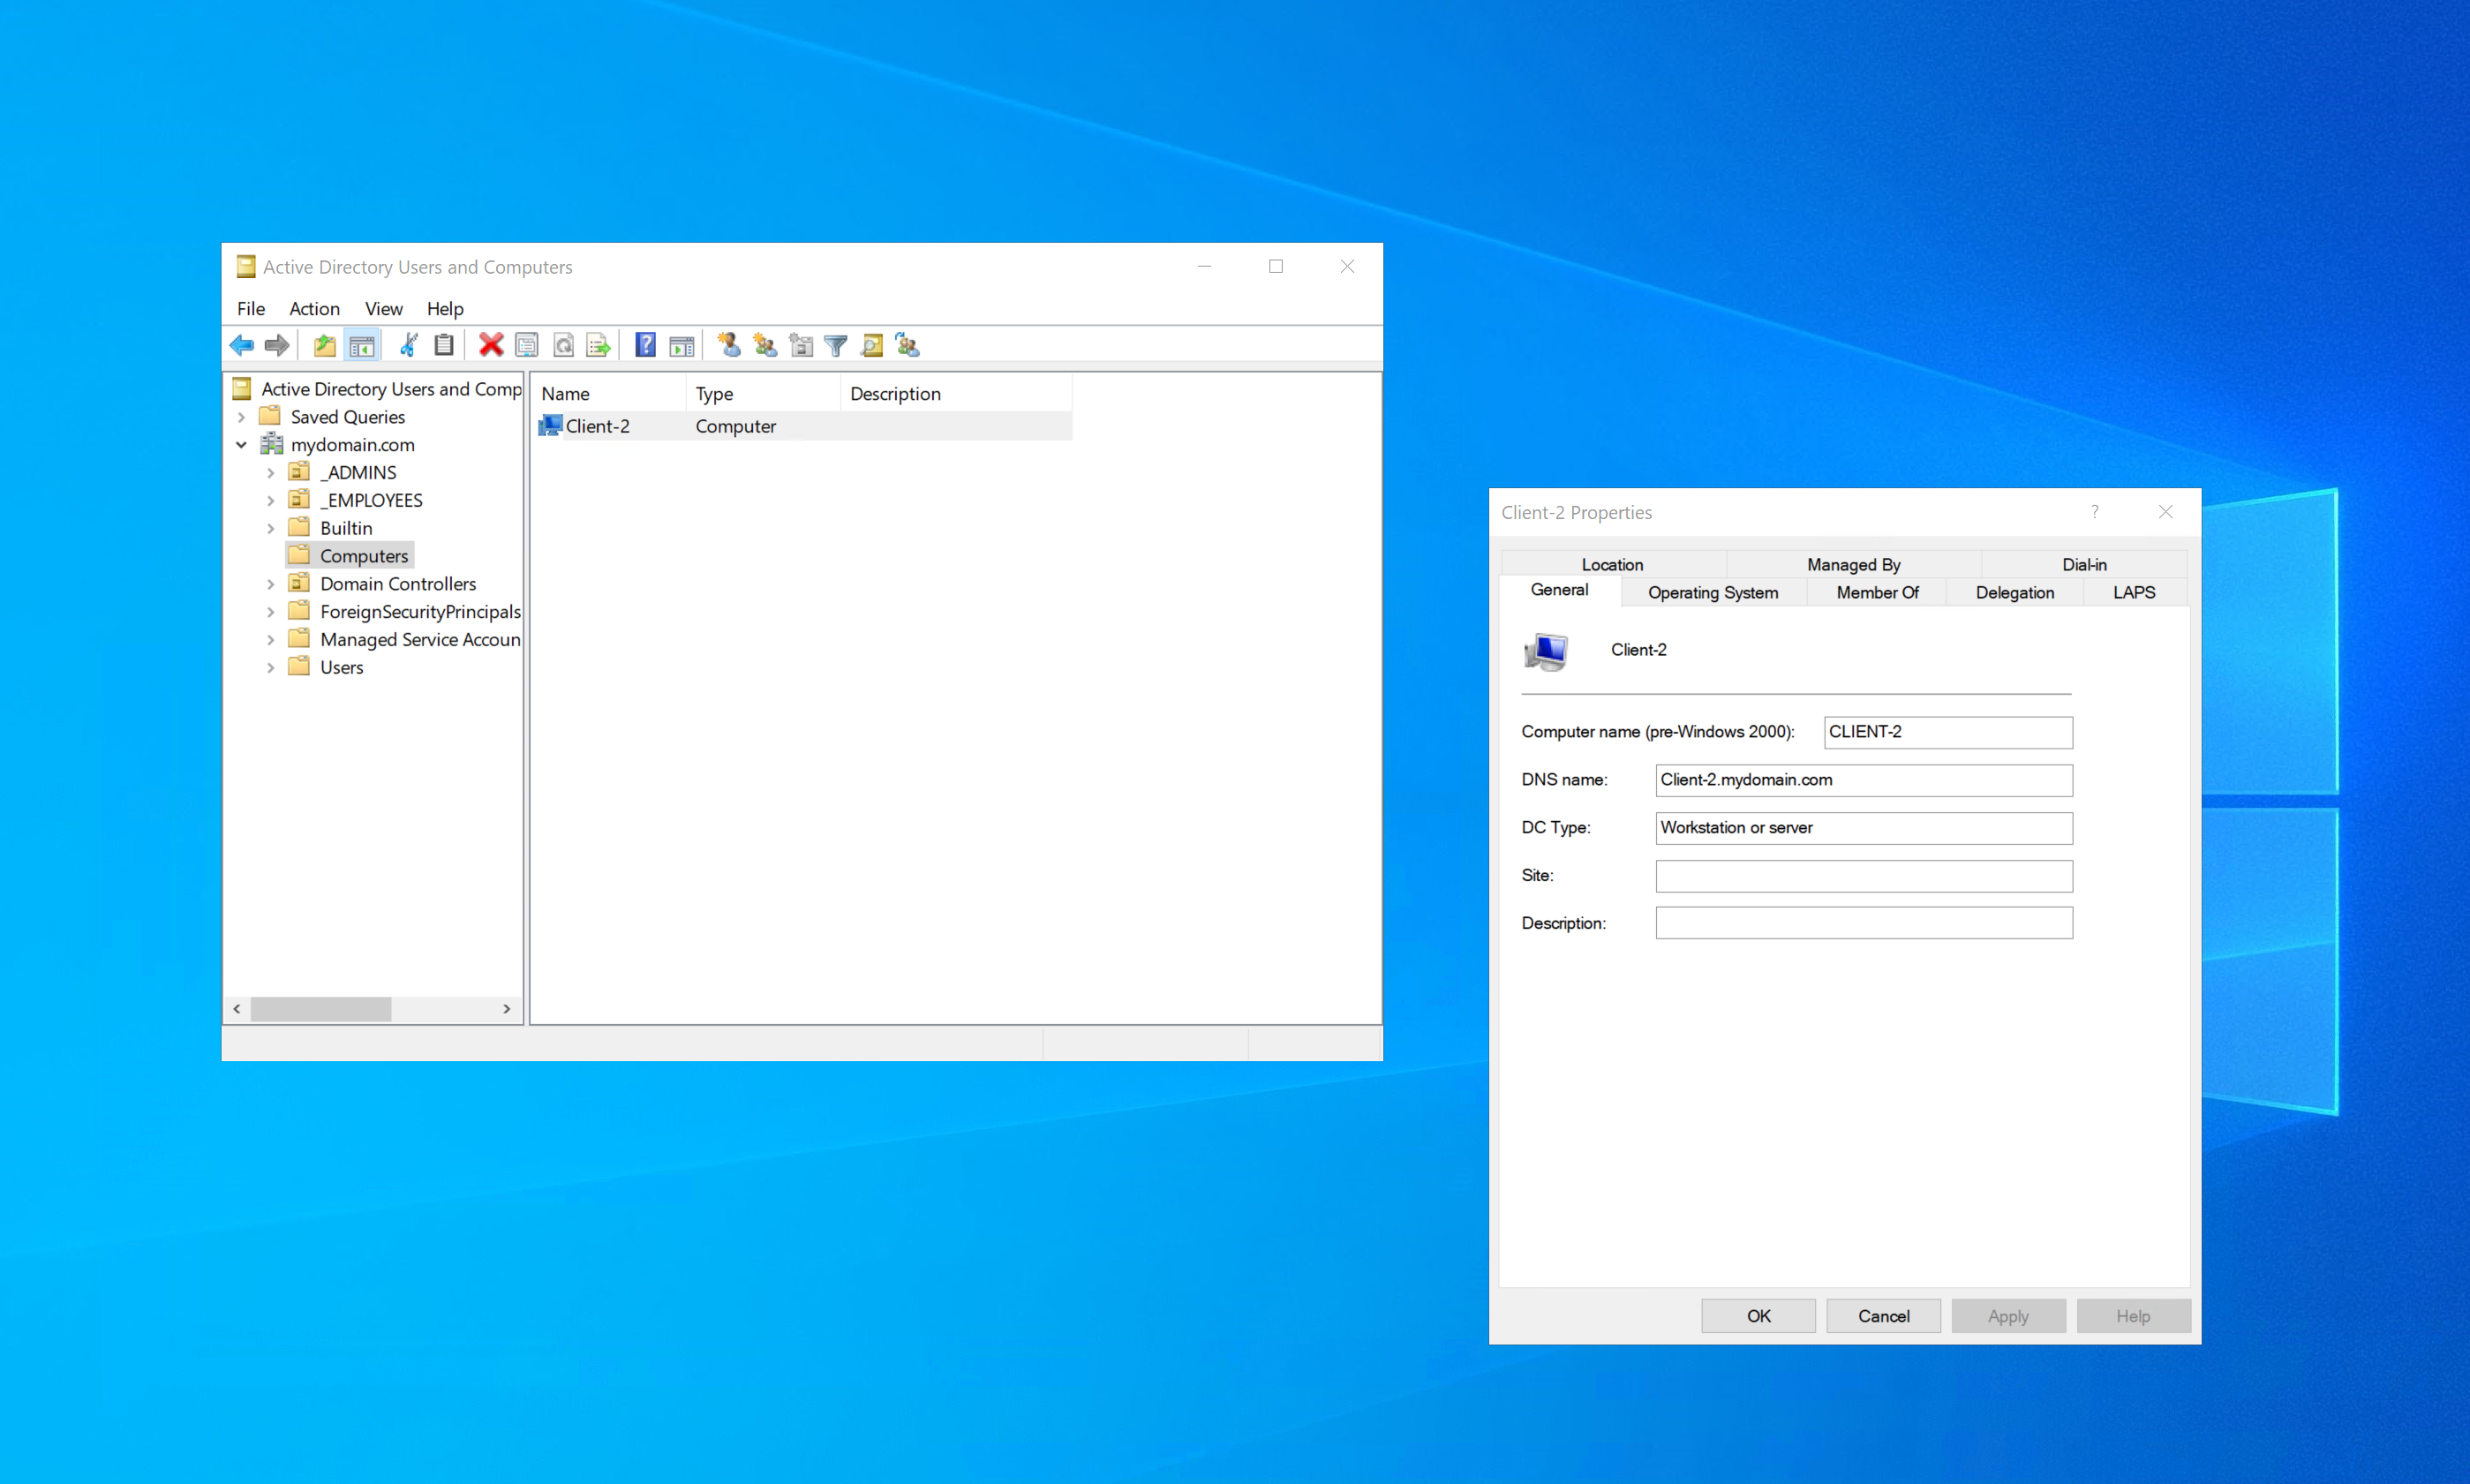 Active Directory Users and Computers
File Action View Help
Active Directory Users and Comp
Saved Queries
mydomain.com
_ADMINS
_EMPLOYEES
Builtin
Computers
Domain Controllers
ForeignSecurityPrincipals
Managed Service Accoun
Users
Name Type Description
Client-2 Computer
Client-2 Properties
Location Managed By Dial-in
General Operating System Member Of Delegation LAPS
Client-2
Computer name (pre-Windows 2000): CLIENT-2
DNS name: Client-2.mydomain.com
DC Type: Workstation or server
Site:
Description:
OK Cancel Apply Help